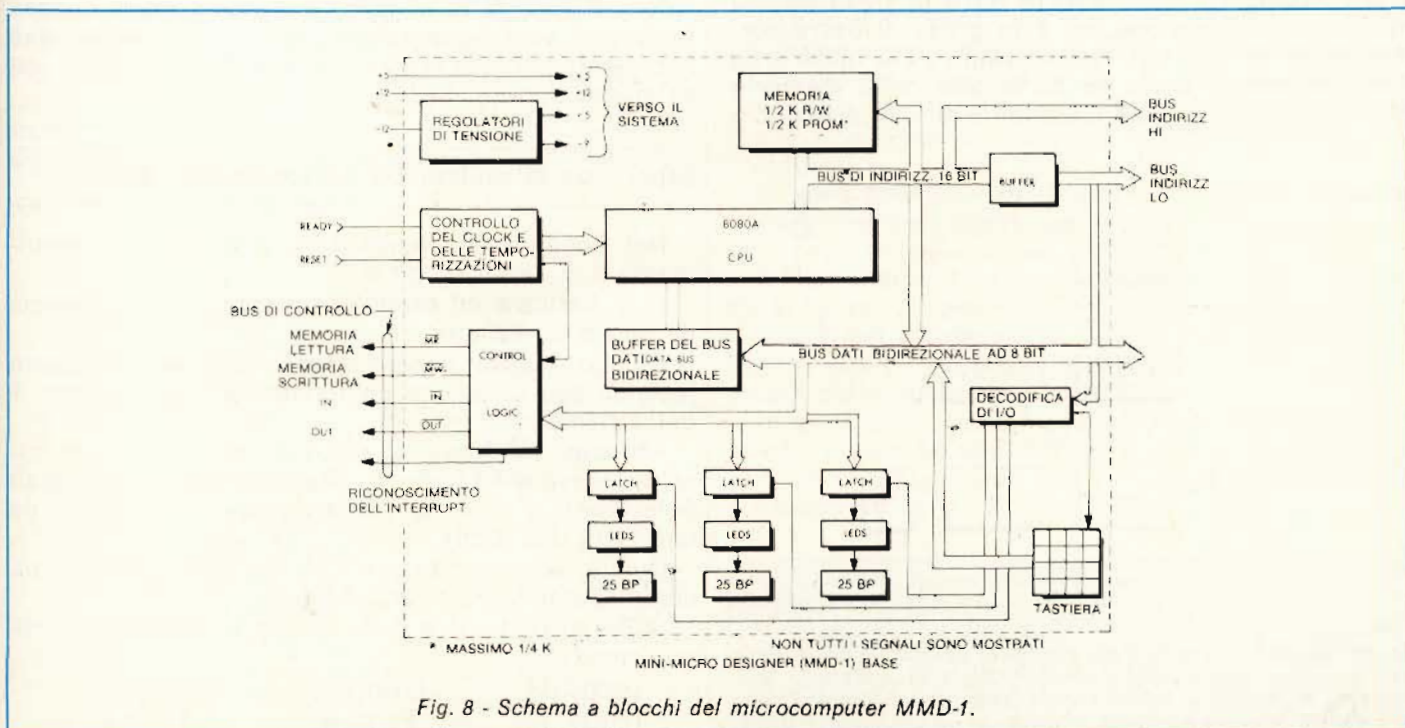 +5
+12
+5
+12
VERSO IL
SISTEMA
REGOLATORI
DI TENSIONE
MEMORIA
1/2 K R/W
1/2 K PROM*
BUS
INDIRIZZ
HI
BUS DI INDIRIZZ. 16 BIT
BUFFER
BUS
INDIRIZZ
LO
READY
RESET
CONTROLLO
DEL CLOCK E
DELLE TEMPO-
RIZZAZIONI
8080A
CPU
BUS DI CONTROLLO
MEMORIA
LETTURA
MEMORIA
SCRITTURA
IN
OUT
MR
MW
IN
OUT
CONTROL
LOGIC
BUFFER DEL BUS
DATI DATA BUS
BIDIREZIONALE
BUS DATI BIDIREZIONALE AD 8 BIT
DECODIFICA
DI I/O
RICONOSCIMENTO
DELL'INTERRUPT
LATCH
LATCH
LATCH
LEDS
LEDS
LEDS
25 BP
25 BP
25 BP
TASTIERA
* MASSIMO 1/4 K
NON TUTTI I SEGNALI SONO MOSTRATI
MINI-MICRO DESIGNER (MMD-1) BASE
Fig. 8 - Schema a blocchi del microcomputer MMD-1.